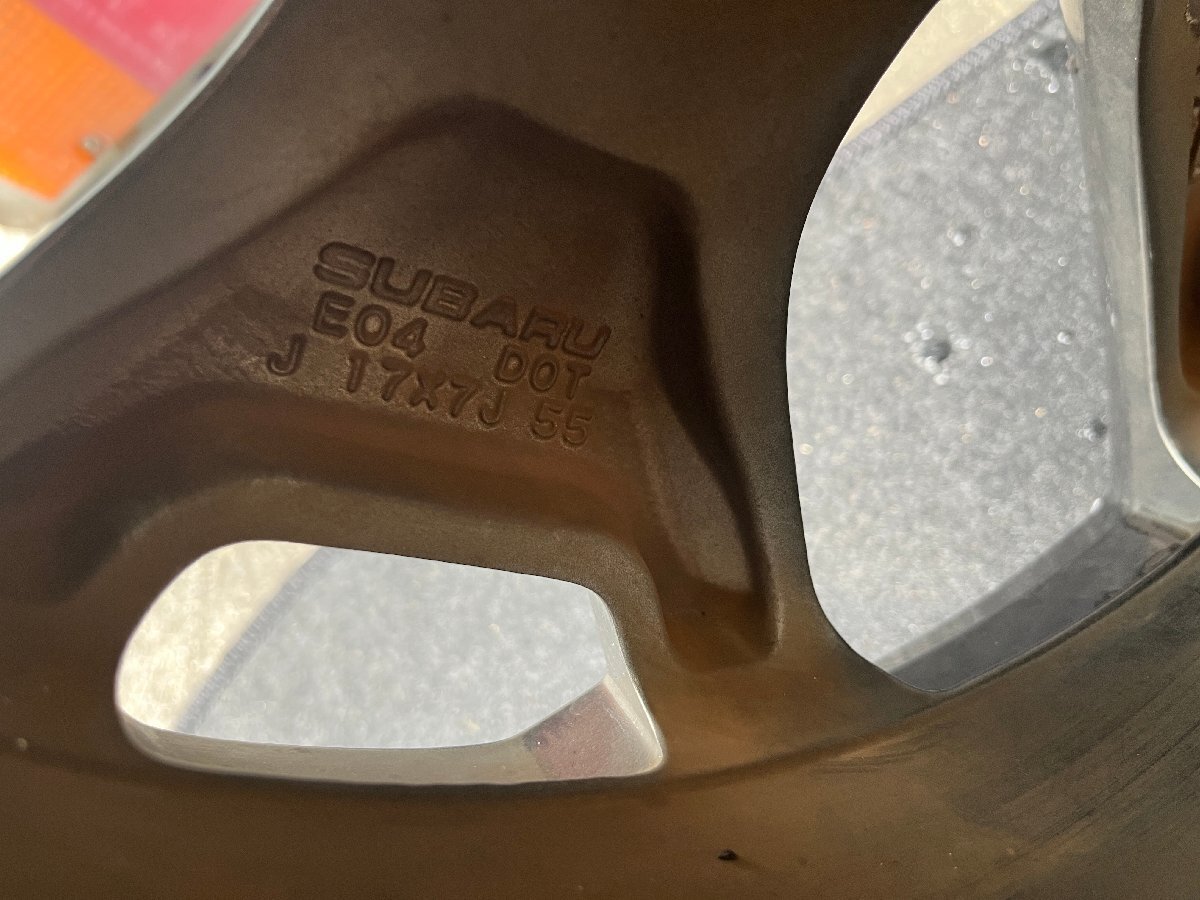 SUBARU
E04 DOT
J 17X7J 55